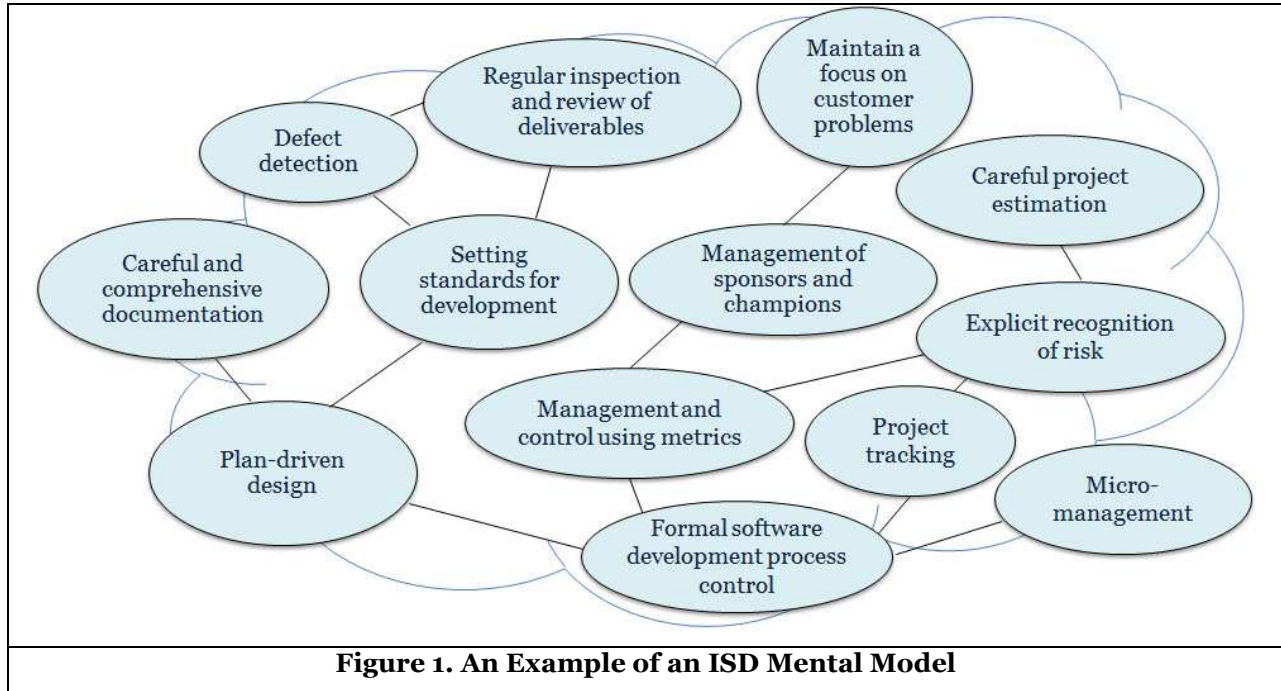 Maintain a
focus on
customer
problems
Regular inspection
and review of
deliverables
Defect
detection
Careful project
estimation
Careful and
comprehensive
documentation
Setting
standards for
development
Management of
sponsors and
champions
Explicit recognition
of risk
Management and
control using metrics
Project
tracking
Plan-driven
design
Micro-
management
Formal software
development process
control
Figure 1. An Example of an ISD Mental Model